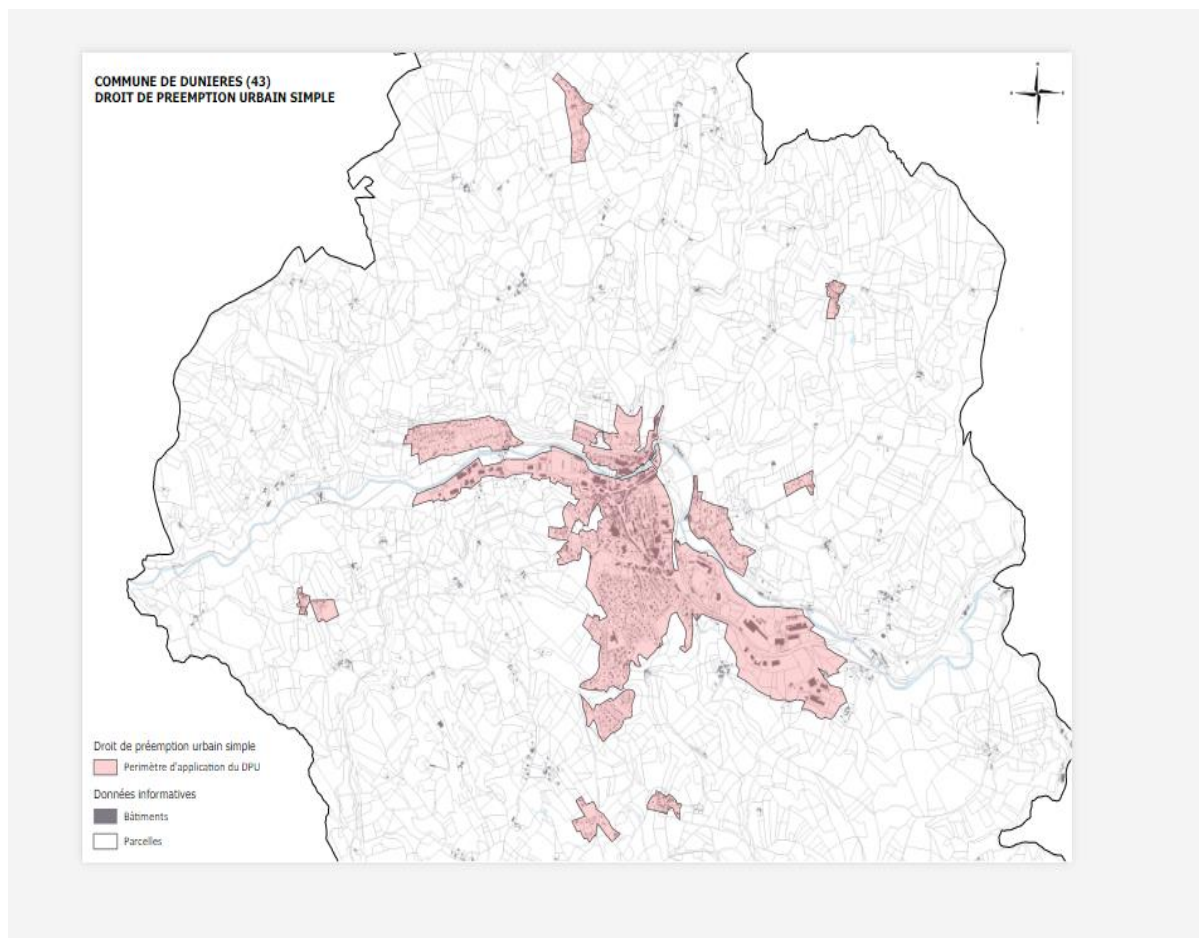 COMMUNE DE DUNIERES (43)
DROIT DE PREEMPTION URBAIN SIMPLE
Droit de préemption urbain simple
Perimètre d'application du DPU
Données informatives
Bâtiments
Parcelles